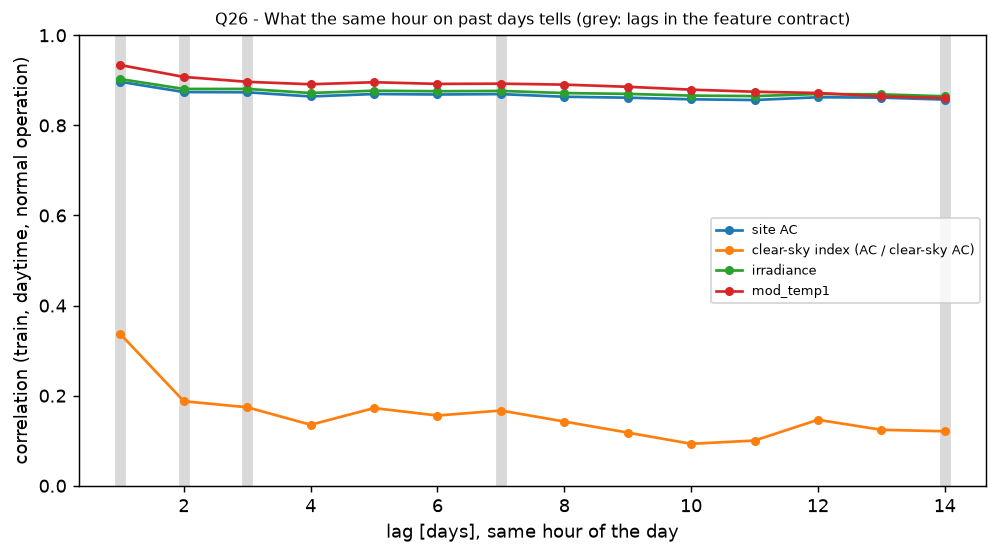 Q26 - What the same hour on past days tells (grey: lags in the feature contract)
correlation (train, daytime, normal operation)
1.0
0.8
0.6
0.4
0.2
0.0
site AC
clear-sky index (AC / clear-sky AC)
irradiance
mod_temp1
2 4 6 8 10 12 14
lag [days], same hour of the day